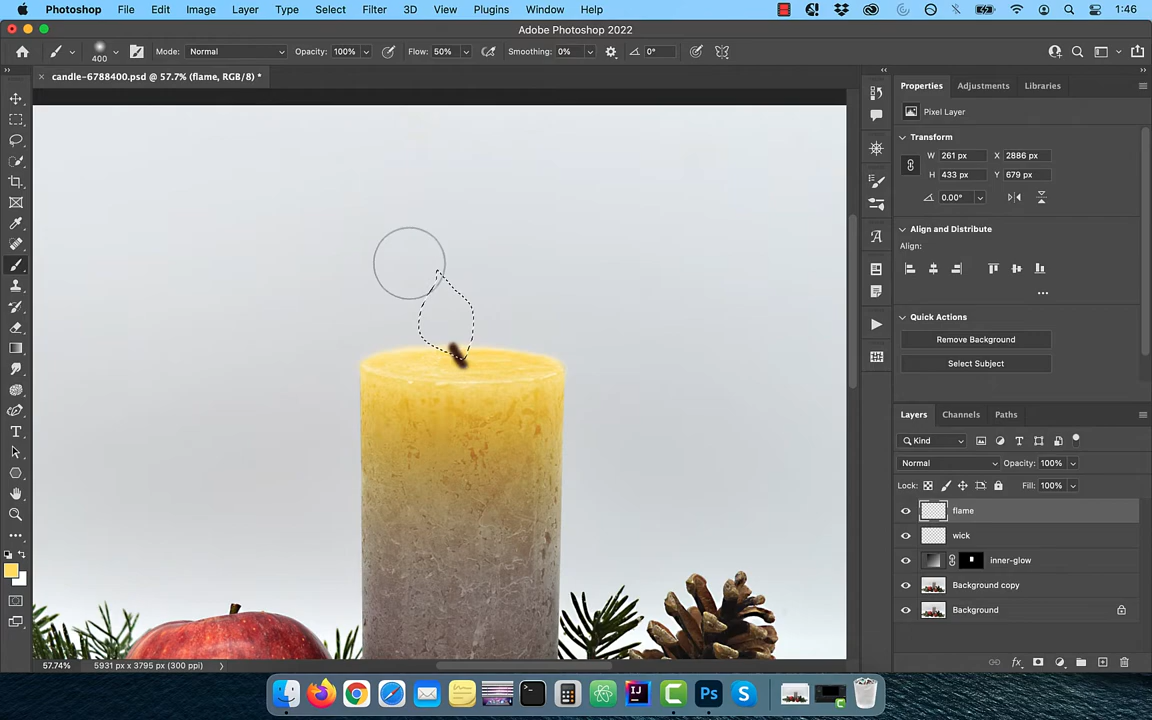 Photoshop File Edit Image Layer Type Select Filter 3D View Plugins Window Help 1:46
Adobe Photoshop 2022
400 Mode: Normal Opacity: 100% Flow: 50% Smoothing: 0% 0°
× candle-6788400.psd @ 57.7% (flame, RGB/8) *
Properties Adjustments Libraries
Pixel Layer
Transform
W 261 px X 2886 px
H 433 px Y 679 px
0.00°
Align and Distribute
Align:
Quick Actions
Remove Background
Select Subject
Layers Channels Paths
Kind
Normal Opacity: 100%
Lock: Fill: 100%
flame
wick
inner-glow
Background copy
Background
57.74% 5931 px x 3795 px (300 ppi)